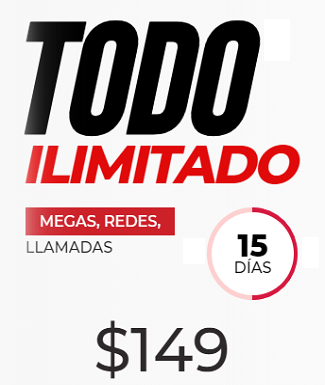 TODO
ILIMITADO
MEGAS, REDES,
LLAMADAS
15
DÍAS
$149